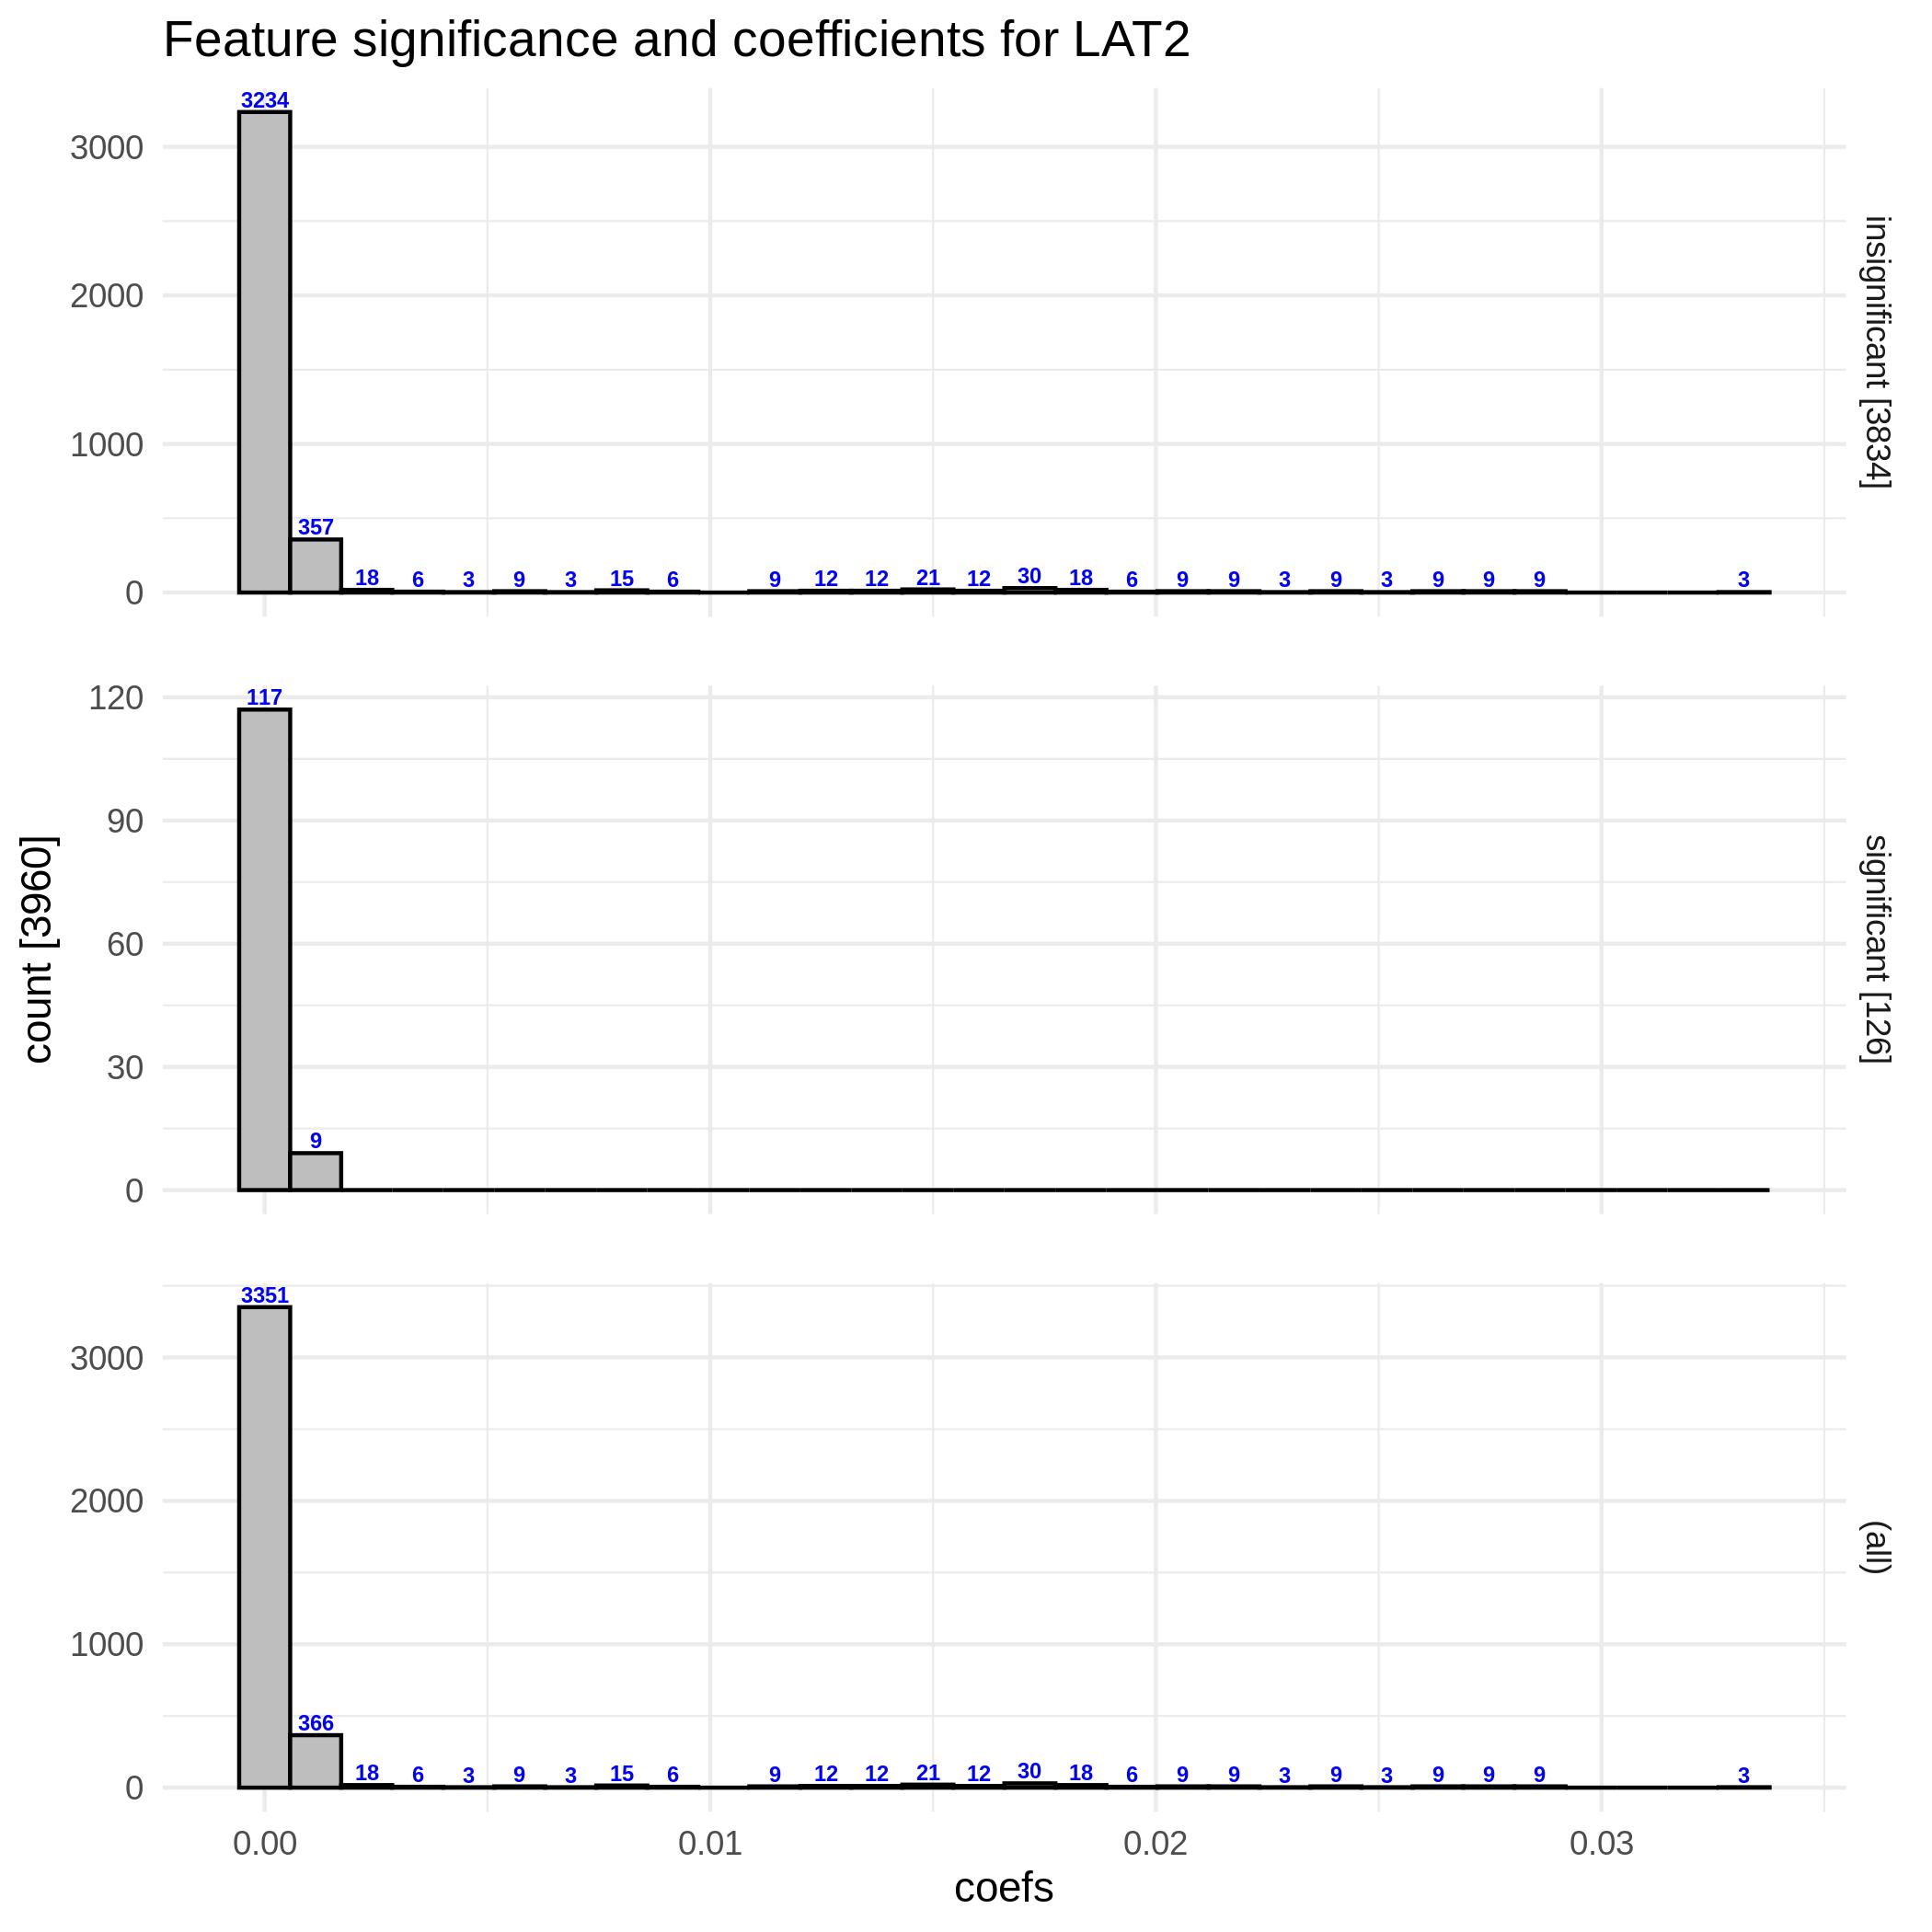 Feature significance and coefficients for LAT2
3234
3000
2000
1000
357
18 6 3 9 3 15 6 9 12 12 21 12 30 18 6 9 9 3 9 3 9 9 9 3
0
insignificant [3834]
117
120
90
60
30
9
0
significant [126]
count [3960]
3351
3000
2000
1000
366
18 6 3 9 3 15 6 9 12 12 21 12 30 18 6 9 9 3 9 3 9 9 9 3
0
(all)
0.00 0.01 0.02 0.03
coefs